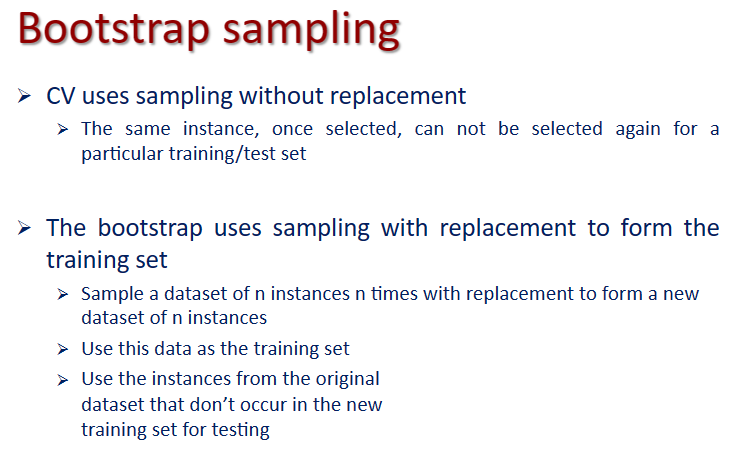 Bootstrap sampling
➢ CV uses sampling without replacement
➢ The same instance, once selected, can not be selected again for a
particular training/test set
➢ The bootstrap uses sampling with replacement to form the
training set
➢ Sample a dataset of n instances n times with replacement to form a new
dataset of n instances
➢ Use this data as the training set
➢ Use the instances from the original
dataset that don’t occur in the new
training set for testing